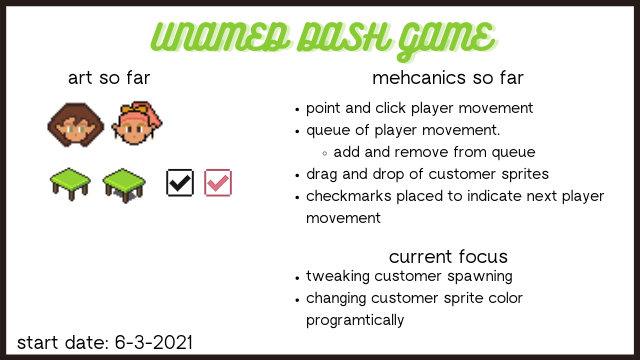 UNAMED DASH GAME
art so far
mehcanics so far
• point and click player movement
• queue of player movement.
◦ add and remove from queue
• drag and drop of customer sprites
• checkmarks placed to indicate next player
movement
current focus
• tweaking customer spawning
• changing customer sprite color
programtically
start date: 6-3-2021